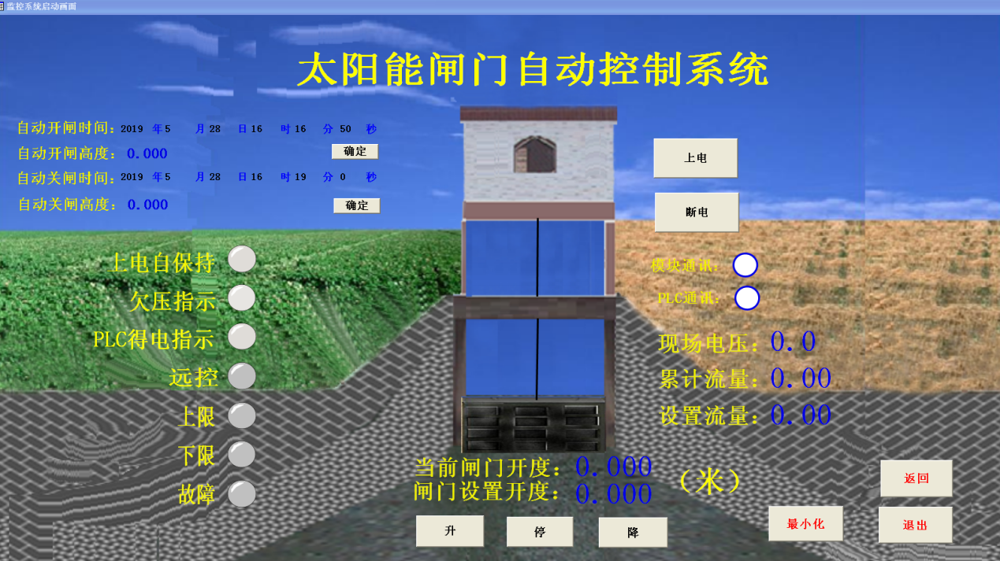 监控系统启动画面
太阳能闸门自动控制系统
自动开闸时间：2019 年5 月28 日16 时16 分50 秒
自动开闸高度：0.000 确定
自动关闸时间：2019 年5 月28 日16 时19 分0 秒
自动关闸高度：0.000 确定
上电
断电
上电自保持
欠压指示
PLC得电指示
远控
上限
下限
故障
模块通讯：
PLC通讯：
现场电压：0.0
累计流量：0.00
设置流量：0.00
当前闸门开度：0.000
闸门设置开度：0.000
（米）
升 停 降
返回
最小化 退出